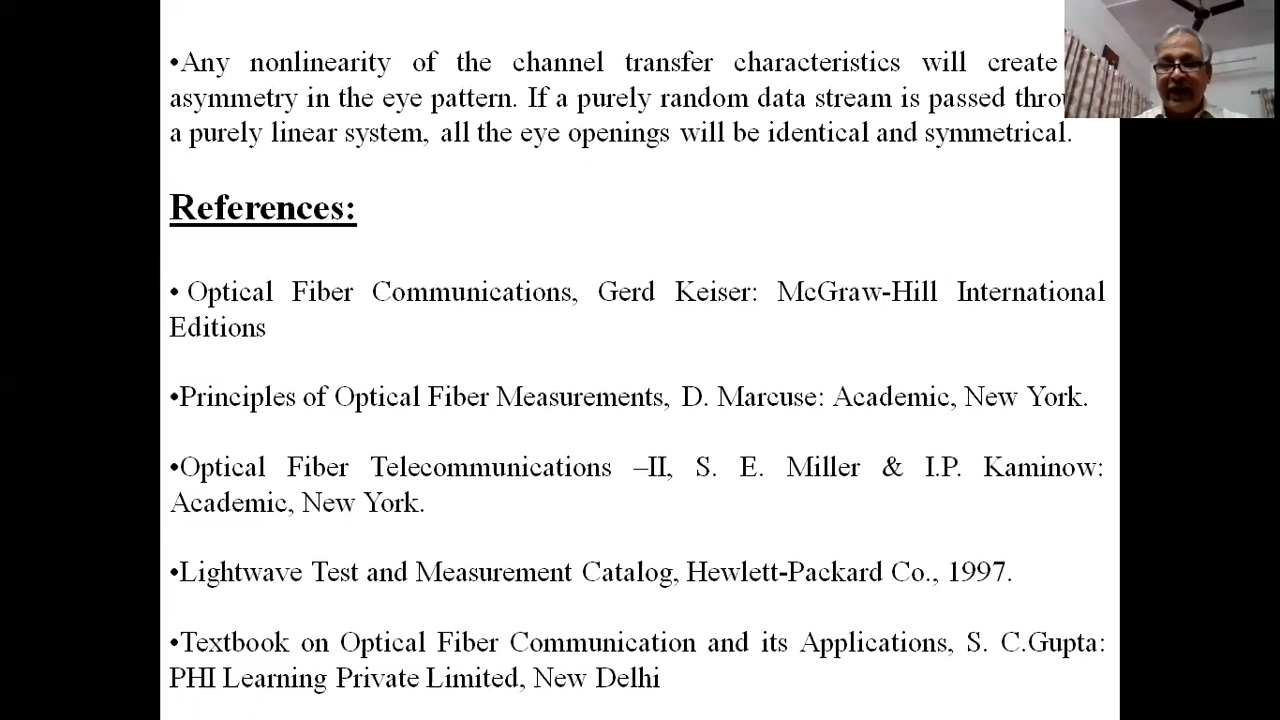 •Any nonlinearity of the channel transfer characteristics will create
asymmetry in the eye pattern. If a purely random data stream is passed
a purely linear system, all the eye openings will be identical and symmetrical.
References:
• Optical Fiber Communications, Gerd Keiser: McGraw-Hill International
Editions
•Principles of Optical Fiber Measurements, D. Marcuse: Academic, New York.
•Optical Fiber Telecommunications –II, S. E. Miller & I.P. Kaminow:
Academic, New York.
•Lightwave Test and Measurement Catalog, Hewlett-Packard Co., 1997.
•Textbook on Optical Fiber Communication and its Applications, S. C.Gupta:
PHI Learning Private Limited, New Delhi